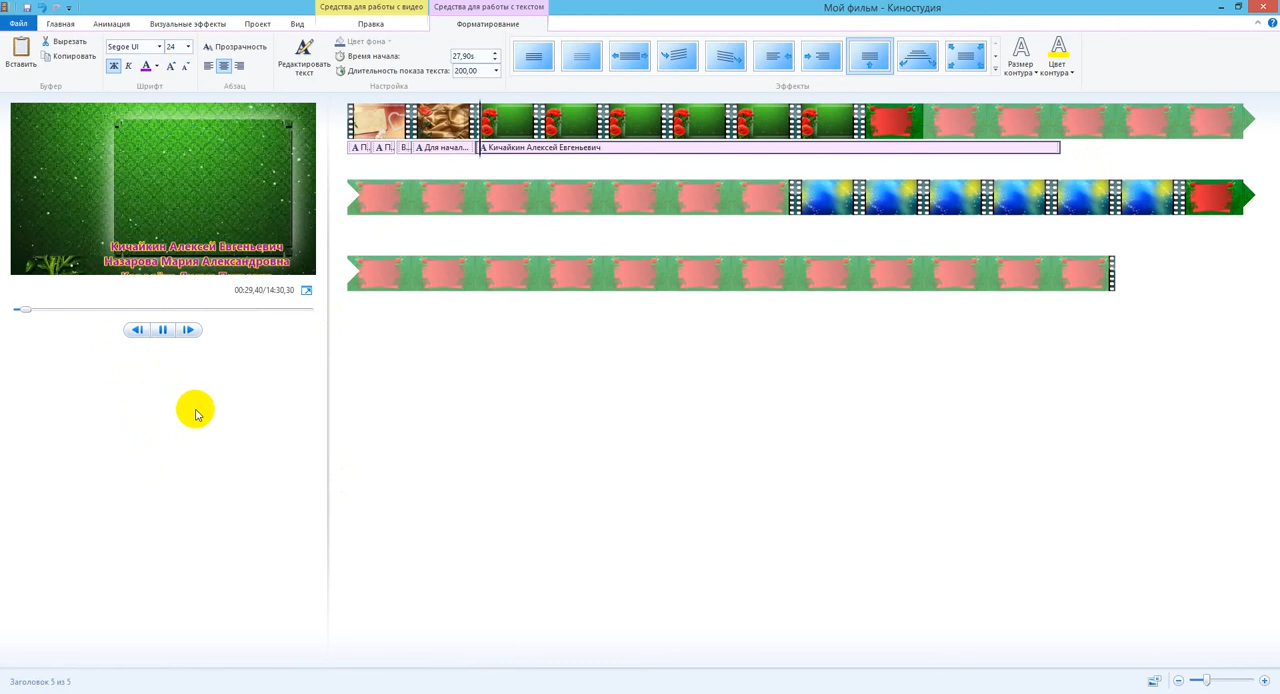 Средства для работы с видео
Средства для работы с текстом
Мой фильм - Киностудия
Файл
Главная
Анимация
Визуальные эффекты
Проект
Вид
Правка
Форматирование
Вставить
Вырезать
Копировать
Буфер
Segoe UI
24
Ж
К
А
Шрифт
Прозрачность
Абзац
Редактировать текст
Цвет фона
Время начала:
27,90s
Длительность показа текста:
200,00
Настройка
Эффекты
Размер контура
Цвет контура
A П..
A П..
В..
A Для начал...
A Кичайкин Алексей Евгеньевич
Кичайкин Алексей Евгеньевич
Назарова Мария Александровна
00:29,40/14:30,30
Заголовок 5 из 5